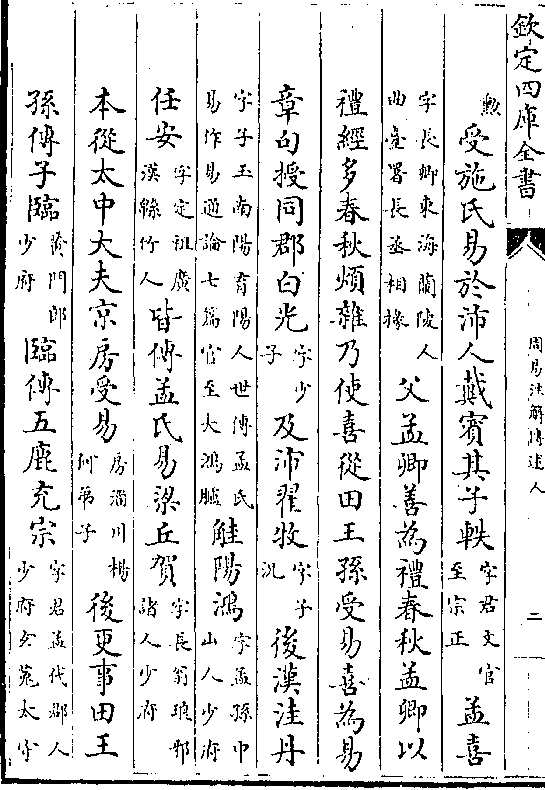 欽定四庫全書
周易注解傳述人
二
勲受施氏易於沛人戴賓其子軼字君文官至宗正孟喜
字長卿東海蘭陵人曲臺署長丞相掾父孟卿善為禮春秋孟卿以
禮經多春秋煩雜乃使喜從田王孫受易喜為易
章句授同郡白光字少子及沛翟牧字子況後漢洼丹
字子玉南陽育陽人世傳孟氏易作易通論七篇官至大鴻臚觟陽鴻字孟孫中山人少府
任安字定祖廣漢緜竹人皆傳孟氏易梁丘賀字長翁琅邪諸人少府
本從太中大夫京房受易房淄川楊何弟子後更事田王
孫傳子臨黃門郎少府臨傳五鹿充宗字君孟代郡人少府玄菟太守